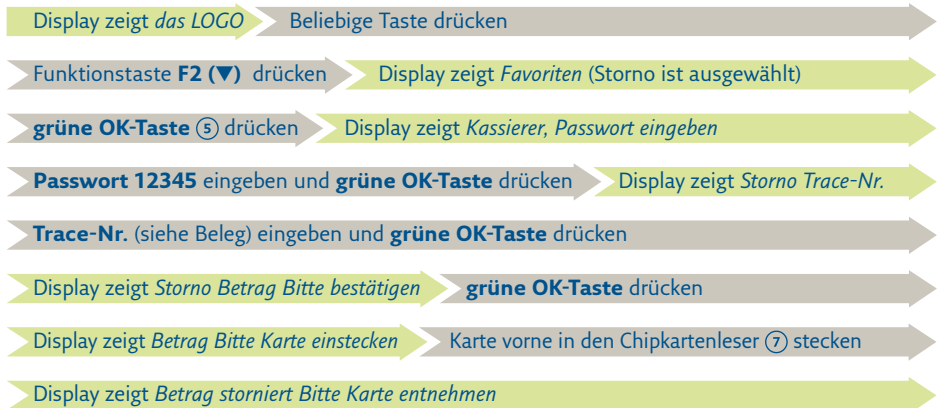 Display zeigt das LOGO Beliebige Taste drücken
Funktionstaste F2 (▼) drücken Display zeigt Favoriten (Storno ist ausgewählt)
grüne OK-Taste ⑤ drücken Display zeigt Kassierer, Passwort eingeben
Passwort 12345 eingeben und grüne OK-Taste drücken Display zeigt Storno Trace-Nr.
Trace-Nr. (siehe Beleg) eingeben und grüne OK-Taste drücken
Display zeigt Storno Betrag Bitte bestätigen grüne OK-Taste drücken
Display zeigt Betrag Bitte Karte einstecken Karte vorne in den Chipkartenleser ⑦ stecken
Display zeigt Betrag storniert Bitte Karte entnehmen